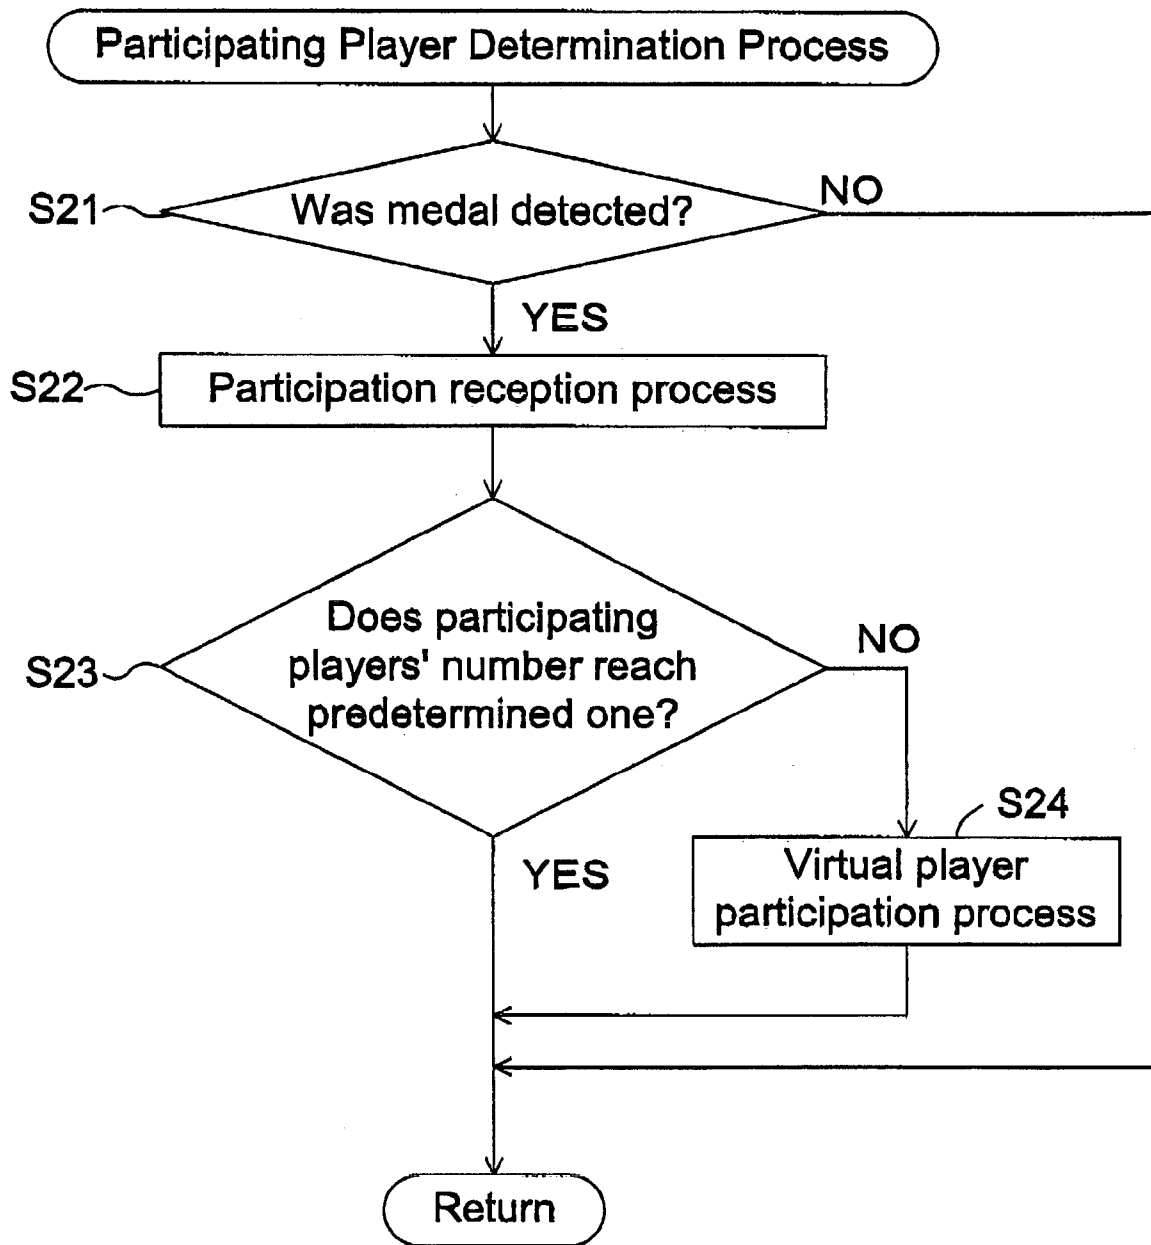 Participating Player Determination Process
S21
Was medal detected?
NO
YES
S22
Participation reception process
S23
Does participating
players' number reach
predetermined one?
NO
YES
S24
Virtual player
participation process
Return